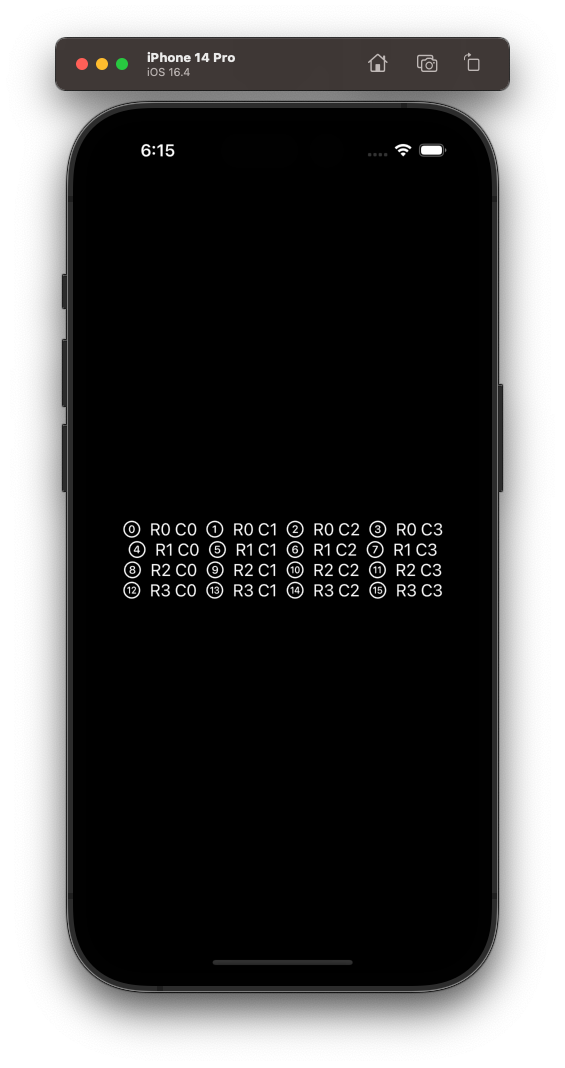 iPhone 14 Pro
iOS 16.4
6:15
⓪ R0 C0 ① R0 C1 ② R0 C2 ③ R0 C3
④ R1 C0 ⑤ R1 C1 ⑥ R1 C2 ⑦ R1 C3
⑧ R2 C0 ⑨ R2 C1 ⑩ R2 C2 ⑪ R2 C3
⑫ R3 C0 ⑬ R3 C1 ⑭ R3 C2 ⑮ R3 C3